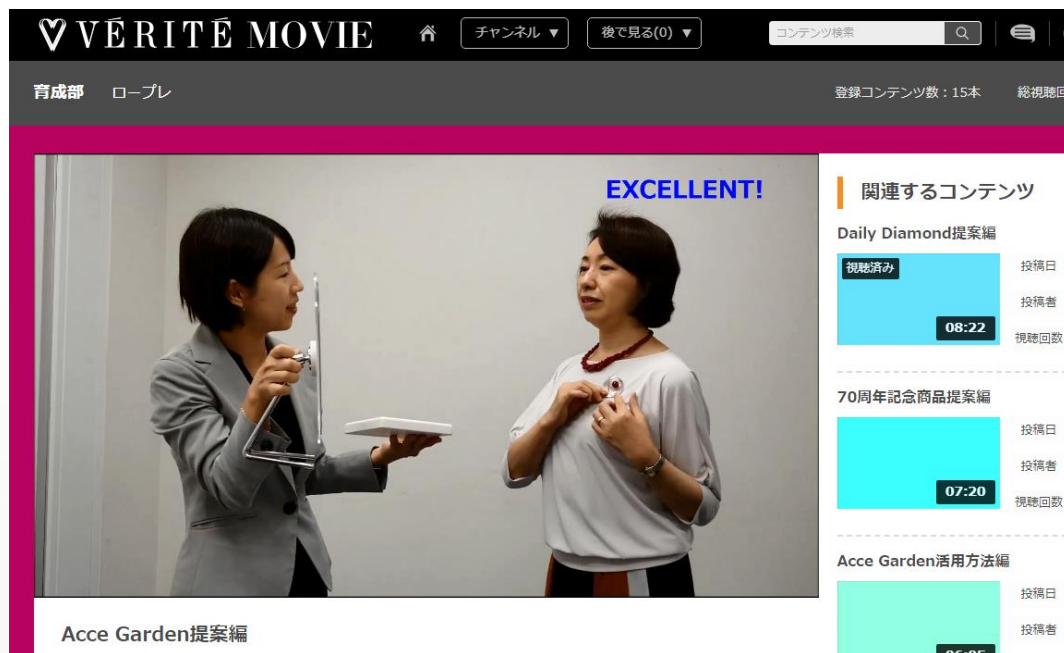 VÉRITÉ MOVIE
チャンネル ▼
後で見る(0) ▼
コンテンツ検索
育成部
ロープレ
登録コンテンツ数:15本
総視聴
EXCELLENT!
関連するコンテンツ
Daily Diamond提案編
視聴済み
08:22
投稿日
投稿者
視聴回数
70周年記念商品提案編
07:20
投稿日
投稿者
視聴回数
Acce Garden活用方法編
投稿日
投稿者
Acce Garden提案編